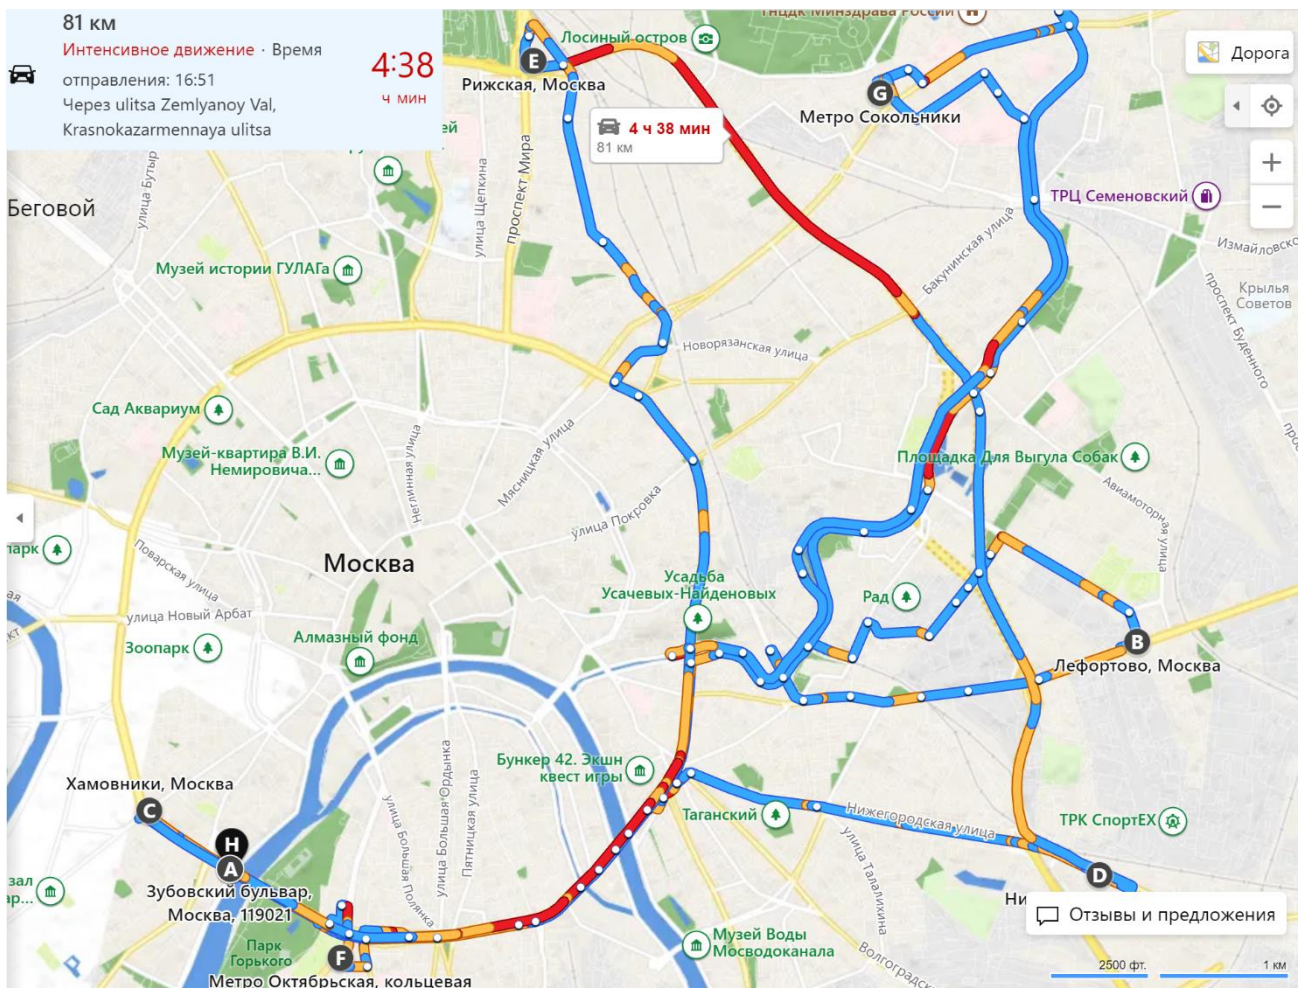 81 км
Интенсивное движение · Время
отправления: 16:51
Через ulitsa Zemlyanoy Val,
Krasnokazarmennaya ulitsa
4:38
ч мин
Лосиный остров
E
Рижская, Москва
G
Метро Сокольники
Дорога
4 ч 38 мин
81 км
улица Бутыр
улица Щепкина
проспект Мира
Беговой
ТРЦ Семеновский
Измайловско
Бакунинская улица
Музей истории ГУЛАГа
Крылья
Советов
проспект Буденного
Новорязанская улица
Сад Аквариум
Музей-квартира В.И.
Немировича...
Неглинная улица
Мясницкая улица
Площадка Для Выгула Собак
Авиамоторная улица
улица Покровка
парк
Поварская улица
Москва
Усадьба
Усачевых-Найденовых
Рад
улица Новый Арбат
Зоопарк
Алмазный фонд
B
Лефортово, Москва
Бункер 42. Экшн
квест игры
Хамовники, Москва
C
улица Большая Полянка
улица Большая Ордынка
Пятницкая улица
Таганский
Нижегородская улица
ТРК СпортЕХ
H
A
D
Зубовский бульвар,
Москва, 119021
улица Талалихина
Ни
Отзывы и предложения
Парк
Горького
F
Метро Октябрьская, кольцевая
Музей Воды
Мосводоканала
Волгоградс
2500 фт.
1 км